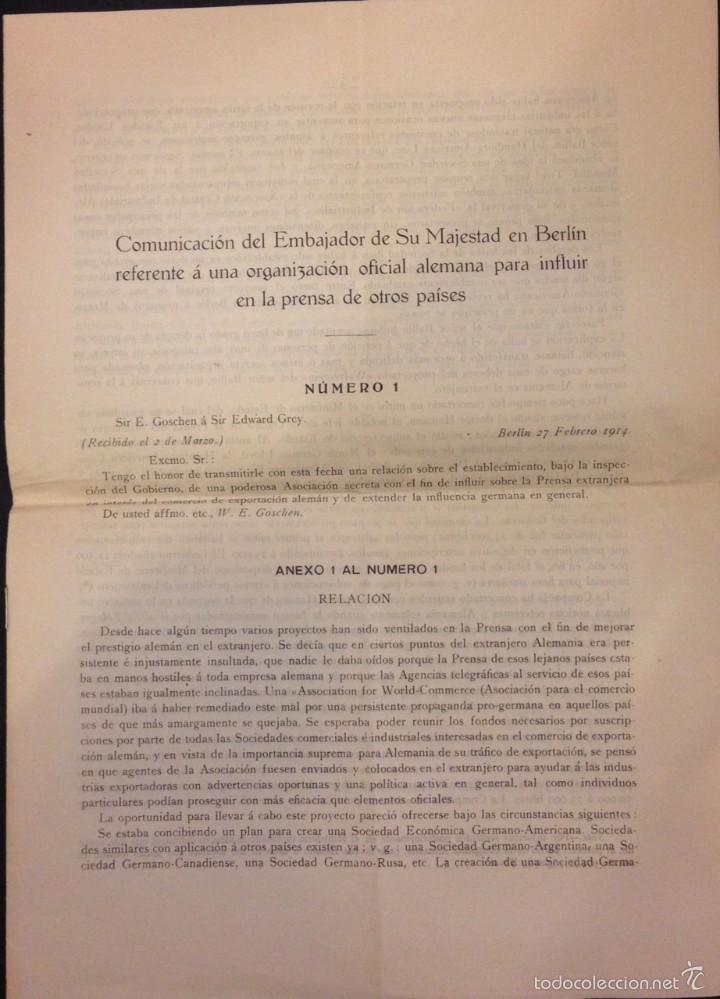 Comunicación del Embajador de Su Majestad en Berlín
referente á una organización oficial alemana para influir
en la prensa de otros países
NÚMERO 1
Sir E. Goschen á Sir Edward Grey.
(Recibido el 2 de Marzo.)
Berlin 27 Febrero 1914.
Excmo. Sr.:
Tengo el honor de transmitirle con esta fecha una relación sobre el establecimiento, bajo la inspec-
ción del Gobierno, de una poderosa Asociación secreta con el fin de influir sobre la Prensa extranjera
en interés del comercio de exportación alemán y de extender la influencia germana en general.
De usted affmo. etc., W. E. Goschen.
ANEXO 1 AL NUMERO 1
RELACIÓN
Desde hace algún tiempo varios proyectos han sido ventilados en la Prensa con el fin de mejorar
el prestigio alemán en el extranjero. Se decía que en ciertos puntos del extranjero Alemania era per-
sistente é injustamente insultada, que nadie le daba oídos porque la Prensa de esos lejanos países esta-
ba en manos hostiles á toda empresa alemana y porque las Agencias telegráficas al servicio de esos paí-
ses estaban igualmente inclinadas. Una «Association for World-Commerce (Asociación para el comercio
mundial) iba á haber remediado este mal por una persistente propaganda pro-germana en aquellos paí-
ses de que más amargamente se quejaba. Se esperaba poder reunir los fondos necesarios por suscrip-
ciones por parte de todas las Sociedades comerciales é industriales interesadas en el comercio de exporta-
ción alemán, y en vista de la importancia suprema para Alemania de su tráfico de exportación, se pensó
en que agentes de la Asociación fuesen enviados y colocados en el extranjero para ayudar á las indus-
trias exportadoras con advertencias oportunas y una política activa en general, tal como individuos
particulares podían proseguir con más eficacia que elementos oficiales.
La oportunidad para llevar á cabo este proyecto pareció ofrecerse bajo las circunstancias siguientes:
Se estaba concibiendo un plan para crear una Sociedad Económica Germano-Americana. Socieda-
des similares con aplicación á otros países existen ya; v. g.: una Sociedad Germano-Argentina, una So-
ciedad Germano-Canadiense, una Sociedad Germano-Rusa, etc. La creación de una Sociedad Germa-
todocoleccion.net